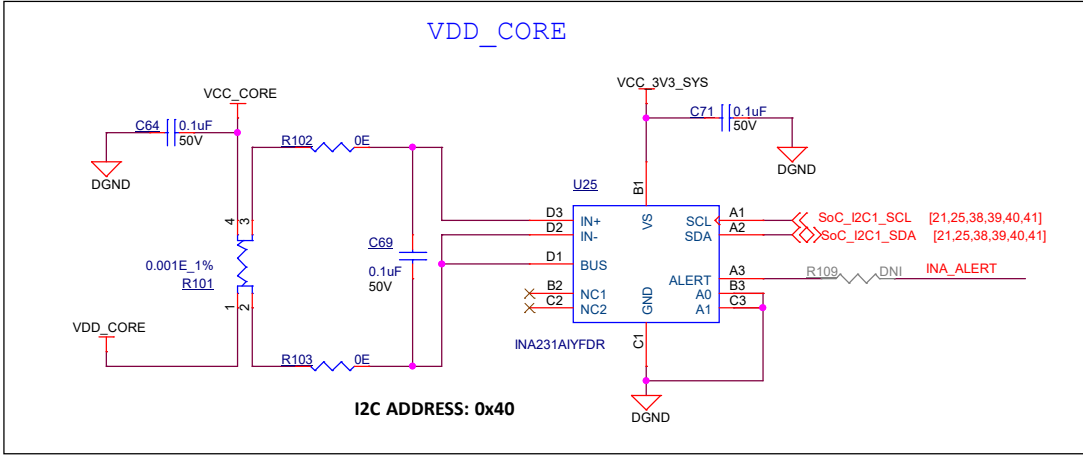 VDD_CORE
VCC_CORE
VCC_3V3_SYS
C64 0.1uF
50V
C71 0.1uF
50V
DGND
DGND
R102 0E
U25
B1
4 3
D3 IN+
D2 IN-
D1 BUS
B2 NC1
C2 NC2
VS
GND
SCL A1
SDA A2
ALERT A3
A0 B3
A1 C3
C1
SoC_I2C1_SCL [21,25,38,39,40,41]
SoC_I2C1_SDA [21,25,38,39,40,41]
R109 DNI INA_ALERT
C69
0.1uF
50V
0.001E_1%
R101
1 2
VDD_CORE
R103 0E
INA231AIYFDR
DGND
I2C ADDRESS: 0x40